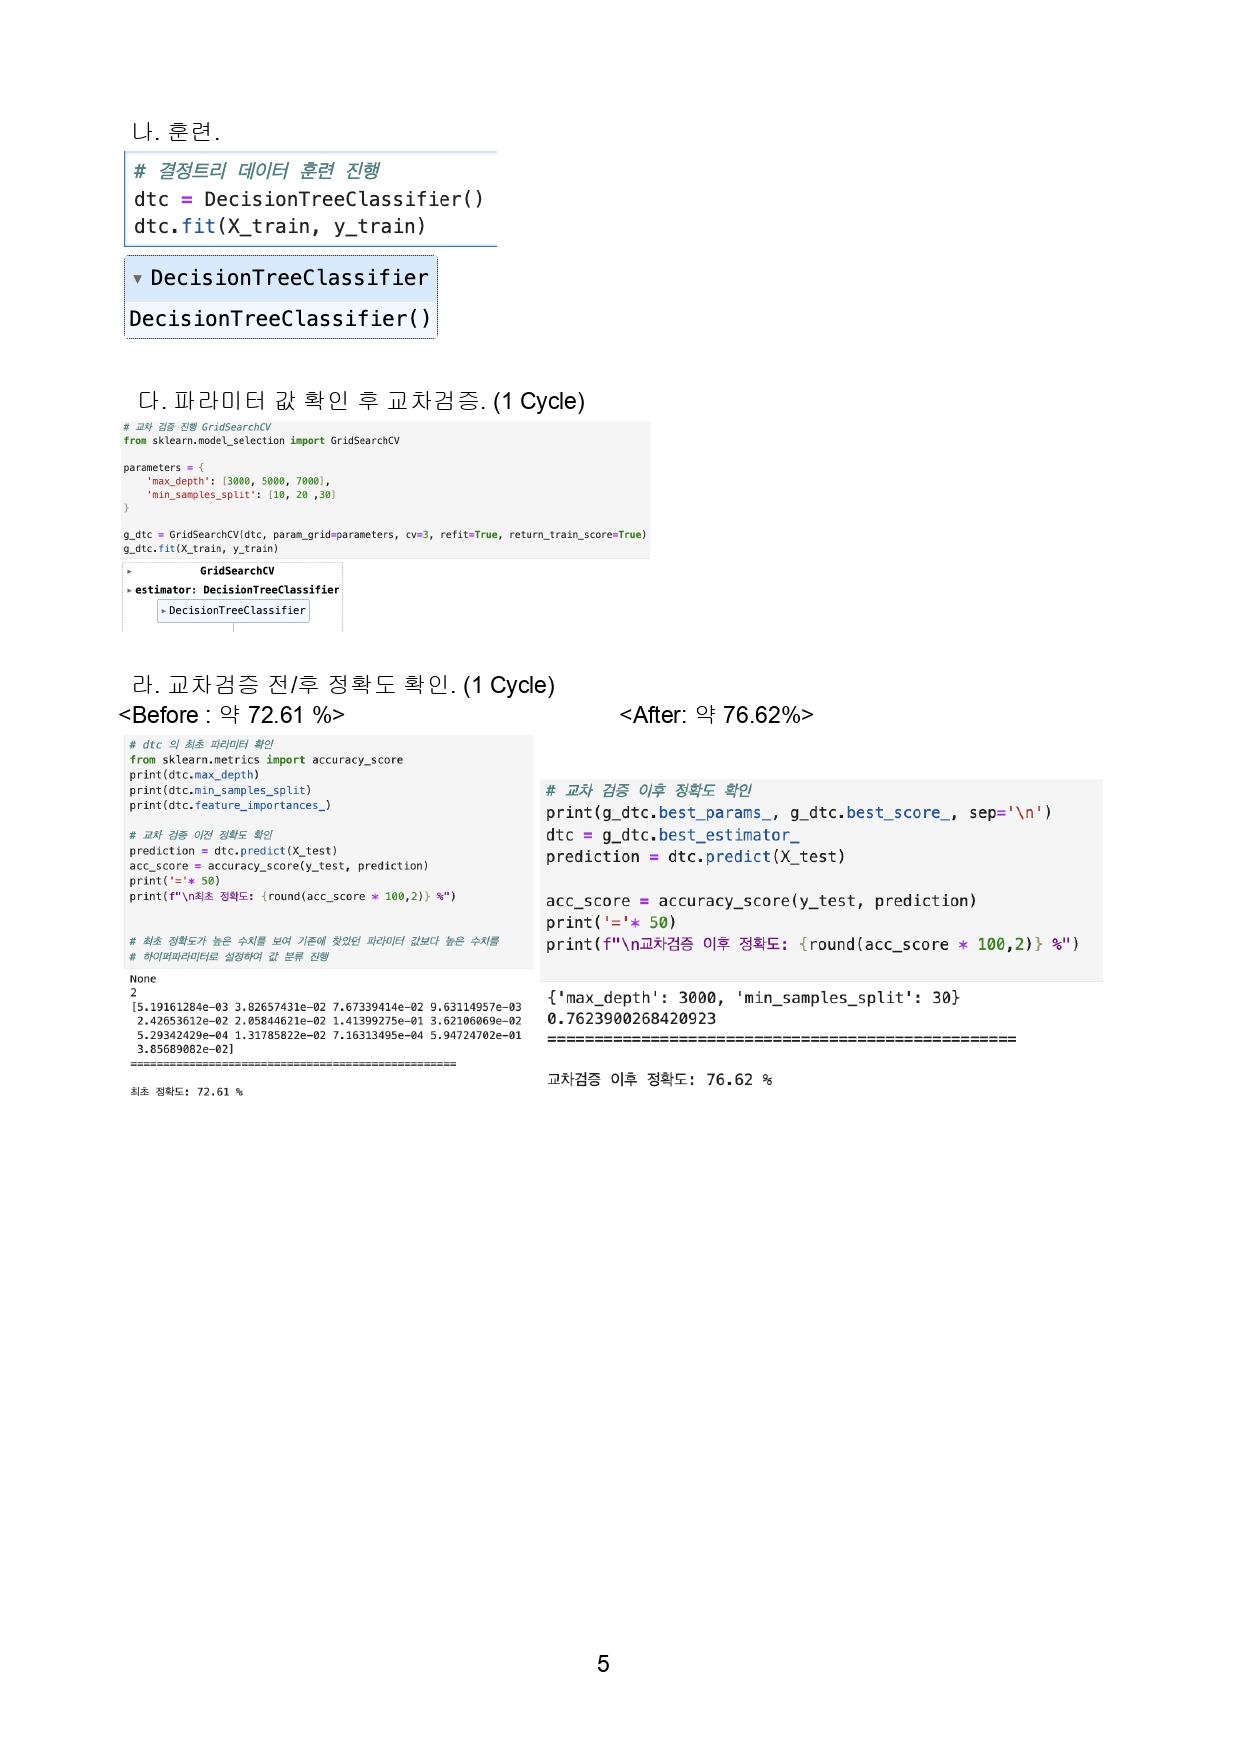 나. 훈련.
# 결정트리 데이터 훈련 진행
dtc = DecisionTreeClassifier()
dtc.fit(X_train, y_train)
▼ DecisionTreeClassifier
DecisionTreeClassifier()
다. 파라미터 값 확인 후 교차검증. (1 Cycle)
# 교차 검증 진행 GridSearchCV
from sklearn.model_selection import GridSearchCV
parameters = {
'max_depth': [3000, 5000, 7000],
'min_samples_split': [10, 20 ,30]
}
g_dtc = GridSearchCV(dtc, param_grid=parameters, cv=3, refit=True, return_train_score=True)
g_dtc.fit(X_train, y_train)
▸ GridSearchCV
▸ estimator: DecisionTreeClassifier
▸ DecisionTreeClassifier
라. 교차검증 전/후 정확도 확인. (1 Cycle)
<Before : 약 72.61 %>
# dtc 의 최초 파라미터 확인
from sklearn.metrics import accuracy_score
print(dtc.max_depth)
print(dtc.min_samples_split)
print(dtc.feature_importances_)
# 교차 검증 이전 정확도 확인
prediction = dtc.predict(X_test)
acc_score = accuracy_score(y_test, prediction)
print('='* 50)
print(f"\n최초 정확도: {round(acc_score * 100,2)} %")
# 최초 정확도가 높은 수치를 보여 기존에 찾았던 파라미터 값보다 높은 수치를
# 하이퍼파라미터로 설정하여 값 분류 진행
None
2
[5.19161284e-03 3.82657431e-02 7.67339414e-02 9.63114957e-03
2.42653612e-02 2.05844621e-02 1.41399275e-01 3.62106069e-02
5.29342429e-04 1.31785822e-02 7.16313495e-04 5.94724702e-01
3.85689082e-02]
==================================================
최초 정확도: 72.61 %
<After: 약 76.62%>
# 교차 검증 이후 정확도 확인
print(g_dtc.best_params_, g_dtc.best_score_, sep='\n')
dtc = g_dtc.best_estimator_
prediction = dtc.predict(X_test)
acc_score = accuracy_score(y_test, prediction)
print('='* 50)
print(f"\n교차검증 이후 정확도: {round(acc_score * 100,2)} %")
{'max_depth': 3000, 'min_samples_split': 30}
0.7623900268420923
==================================================
교차검증 이후 정확도: 76.62 %
5